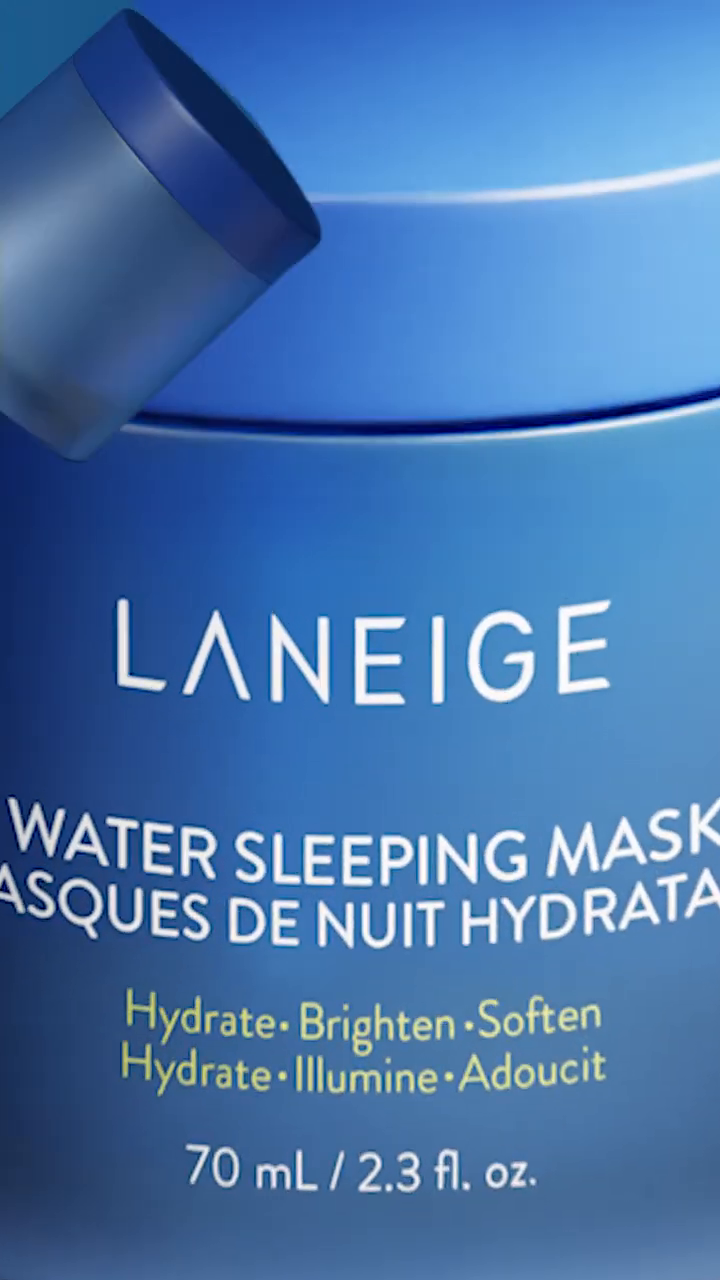 LANEIGE
WATER SLEEPING MASK
ASQUES DE NUIT HYDRATA
Hydrate • Brighten • Soften
Hydrate • Illumine • Adoucit
70 mL / 2.3 fl. oz.